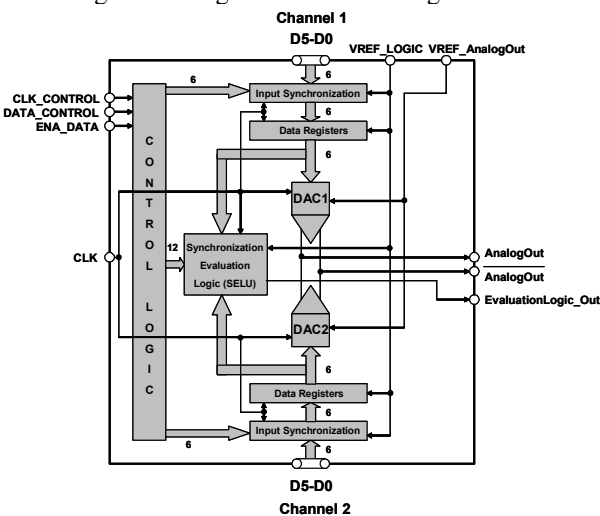 Channel 1
D5-D0
VREF_LOGIC VREF_AnalogOut
6
6
Input Synchronization
CLK_CONTROL
DATA_CONTROL
ENA_DATA
6
Data Registers
6
CONTROL LOGIC
DAC1
12
Synchronization
Evaluation
Logic (SELU)
CLK
AnalogOut
AnalogOut
EvaluationLogic_Out
DAC2
6
Data Registers
6
Input Synchronization
6
6
D5-D0
Channel 2